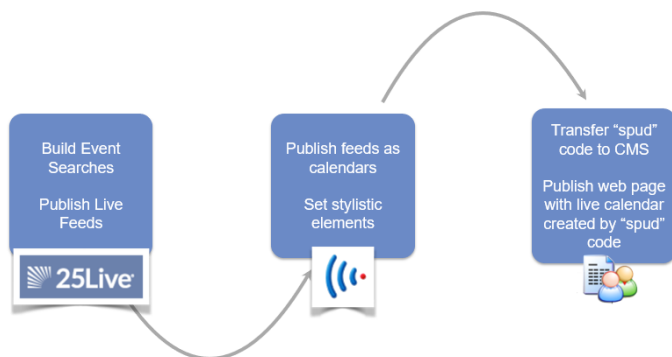 Build Event
Searches
Publish Live
Feeds
25Live
Publish feeds as
calendars
Set stylistic
elements
Transfer “spud”
code to CMS
Publish web page
with live calendar
created by “spud”
code